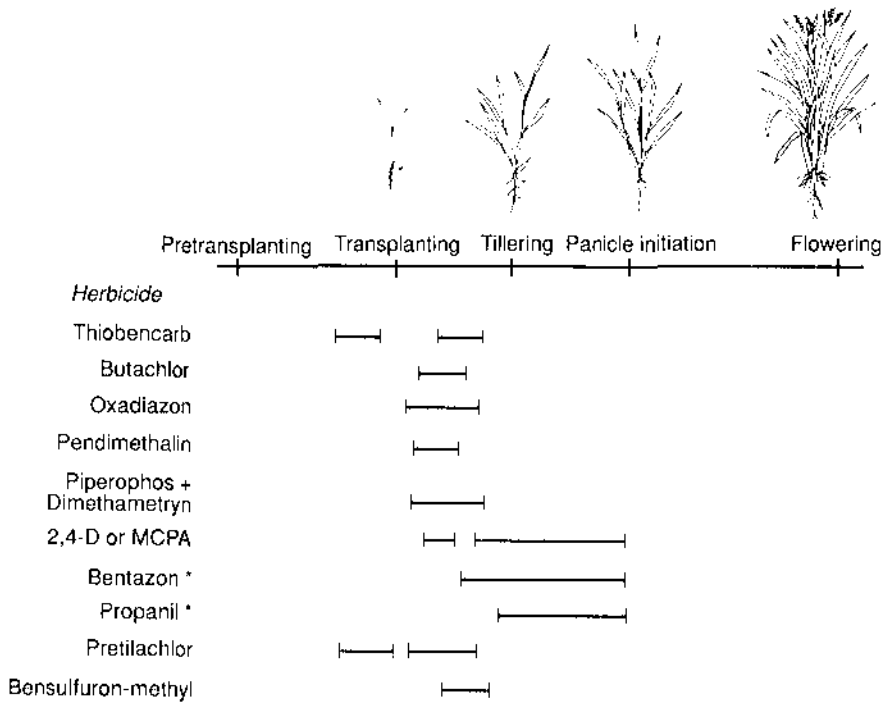 Pretransplanting Transplanting Tillering Panicle initiation Flowering
Herbicide
Thiobencarb
Butachlor
Oxadiazon
Pendimethalin
Piperophos +
Dimethametryn
2,4-D or MCPA
Bentazon *
Propanil *
Pretilachlor
Bensulfuron-methyl